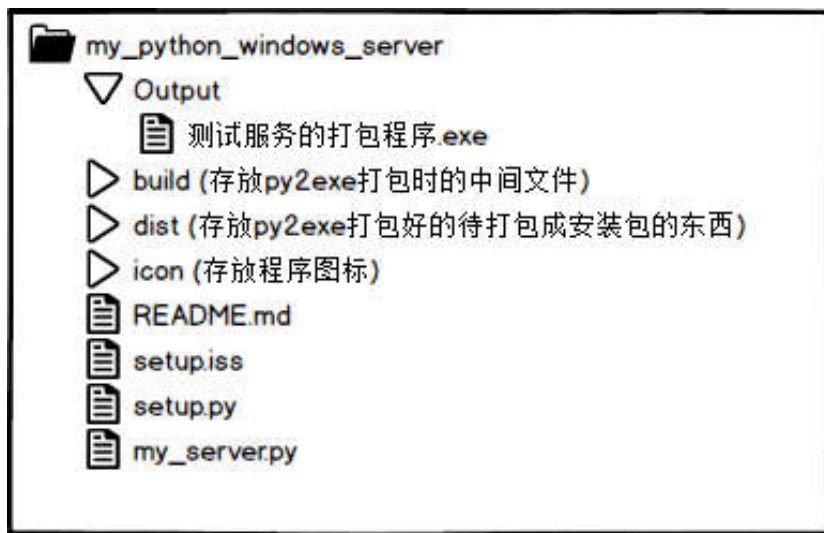 my_python_windows_server
Output
测试服务的打包程序.exe
build (存放py2exe打包时的中间文件)
dist (存放py2exe打包好的待打包成安装包的东西)
icon (存放程序图标)
README.md
setup.iss
setup.py
my_server.py